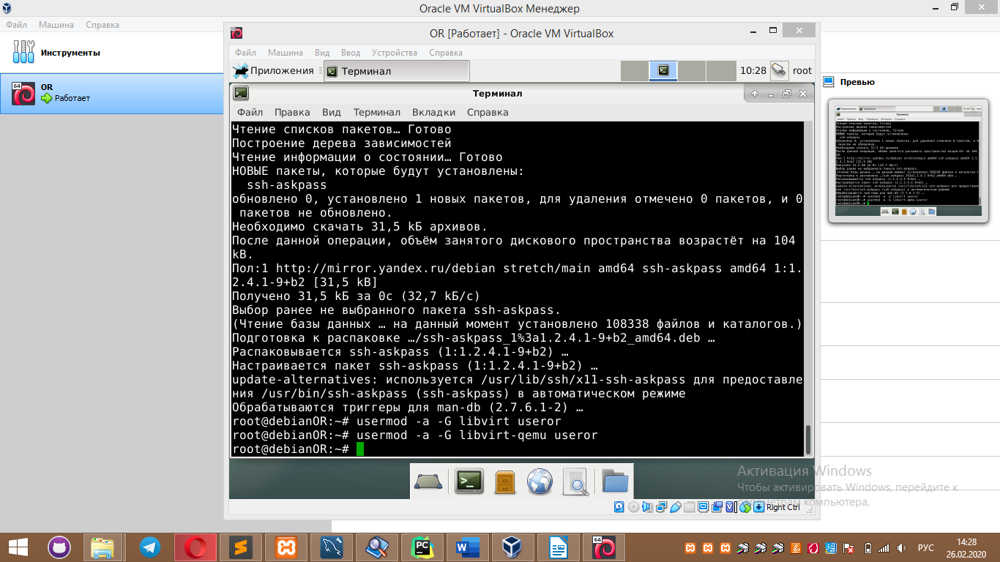 Oracle VM VirtualBox Менеджер
Файл Машина Справка
Инструменты
64
OR
Работает
OR [Работает] - Oracle VM VirtualBox
Файл Машина Вид Ввод Устройства Справка
Приложения Терминал 10:28 root
Терминал
Файл Правка Вид Терминал Вкладки Справка
Чтение списков пакетов… Готово
Построение дерева зависимостей
Чтение информации о состоянии… Готово
НОВЫЕ пакеты, которые будут установлены:
ssh-askpass
обновлено 0, установлено 1 новых пакетов, для удаления отмечено 0 пакетов, и 0
пакетов не обновлено.
Необходимо скачать 31,5 kБ архивов.
После данной операции, объём занятого дискового пространства возрастёт на 104
kB.
Пол:1 http://mirror.yandex.ru/debian stretch/main amd64 ssh-askpass amd64 1:1.
2.4.1-9+b2 [31,5 kB]
Получено 31,5 kБ за 0с (32,7 kБ/c)
Выбор ранее не выбранного пакета ssh-askpass.
(Чтение базы данных … на данный момент установлено 108338 файлов и каталогов.)
Подготовка к распаковке …/ssh-askpass_1%3a1.2.4.1-9+b2_amd64.deb …
Распаковывается ssh-askpass (1:1.2.4.1-9+b2) …
Настраивается пакет ssh-askpass (1:1.2.4.1-9+b2) …
update-alternatives: используется /usr/lib/ssh/x11-ssh-askpass для предоставле
ния /usr/bin/ssh-askpass (ssh-askpass) в автоматическом режиме
Обрабатываются триггеры для man-db (2.7.6.1-2) …
root@debianOR:~# usermod -a -G libvirt useror
root@debianOR:~# usermod -a -G libvirt-qemu useror
root@debianOR:~#
Right Ctrl
Превью
Активация Windows
Чтобы активировать Windows, перейдите к
параметрам компьютера.
РУС
14:28
26.02.2020